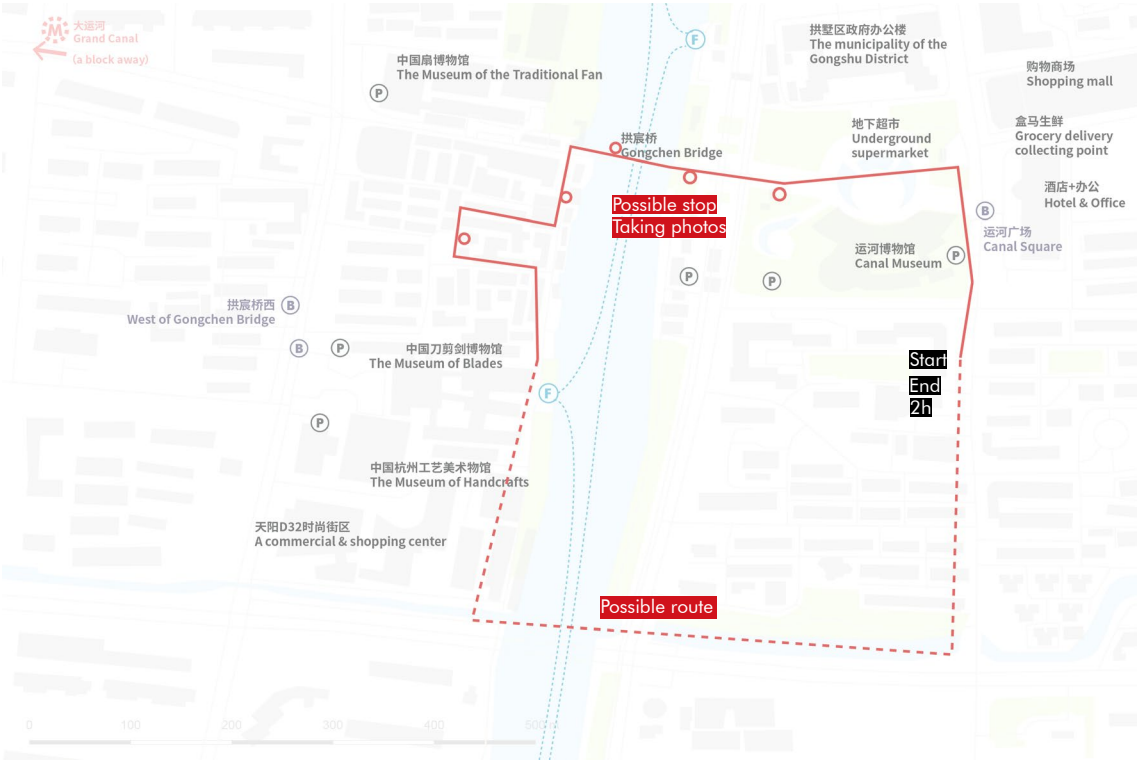 M
大运河
Grand Canal
(a block away)
中国扇博物馆
The Museum of the Traditional Fan
P
F
拱墅区政府办公楼
The municipality of the
Gongshu District
购物商场
Shopping mall
盒马生鲜
Grocery delivery
collecting point
地下超市
Underground
supermarket
拱宸桥
Gongchen Bridge
酒店+办公
Hotel & Office
Possible stop
Taking photos
B
运河广场
Canal Square
运河博物馆
Canal Museum
P
P
P
拱宸桥西
West of Gongchen Bridge
B
B
P
中国刀剪剑博物馆
The Museum of Blades
Start
End
2h
F
P
中国杭州工艺美术物馆
The Museum of Handcrafts
天阳D32时尚街区
A commercial & shopping center
Possible route
0
100
200
300
400
500 m